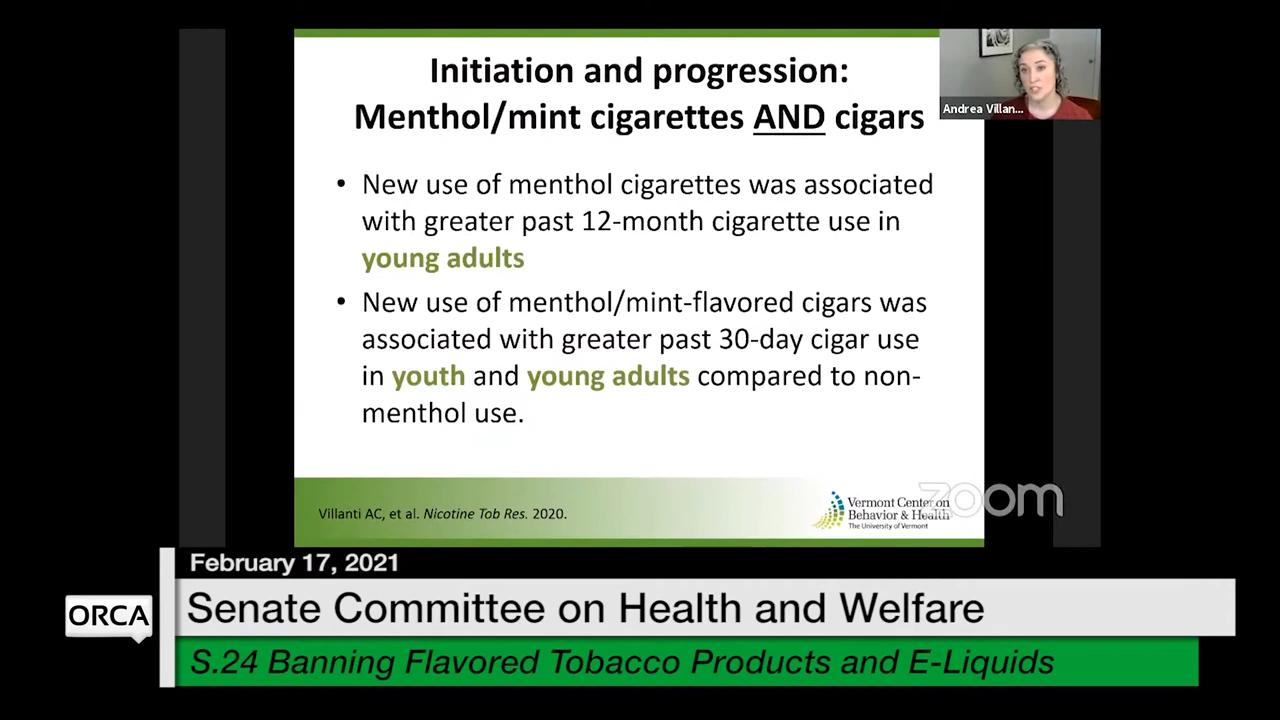 Initiation and progression:
Menthol/mint cigarettes AND cigars
Andrea Villan...
• New use of menthol cigarettes was associated
with greater past 12-month cigarette use in
young adults
• New use of menthol/mint-flavored cigars was
associated with greater past 30-day cigar use
in youth and young adults compared to non-
menthol use.
Villanti AC, et al. Nicotine Tob Res. 2020.
Vermont Center on
Behavior & Health
The University of Vermont
zoom
February 17, 2021
ORCA
Senate Committee on Health and Welfare
S.24 Banning Flavored Tobacco Products and E-Liquids